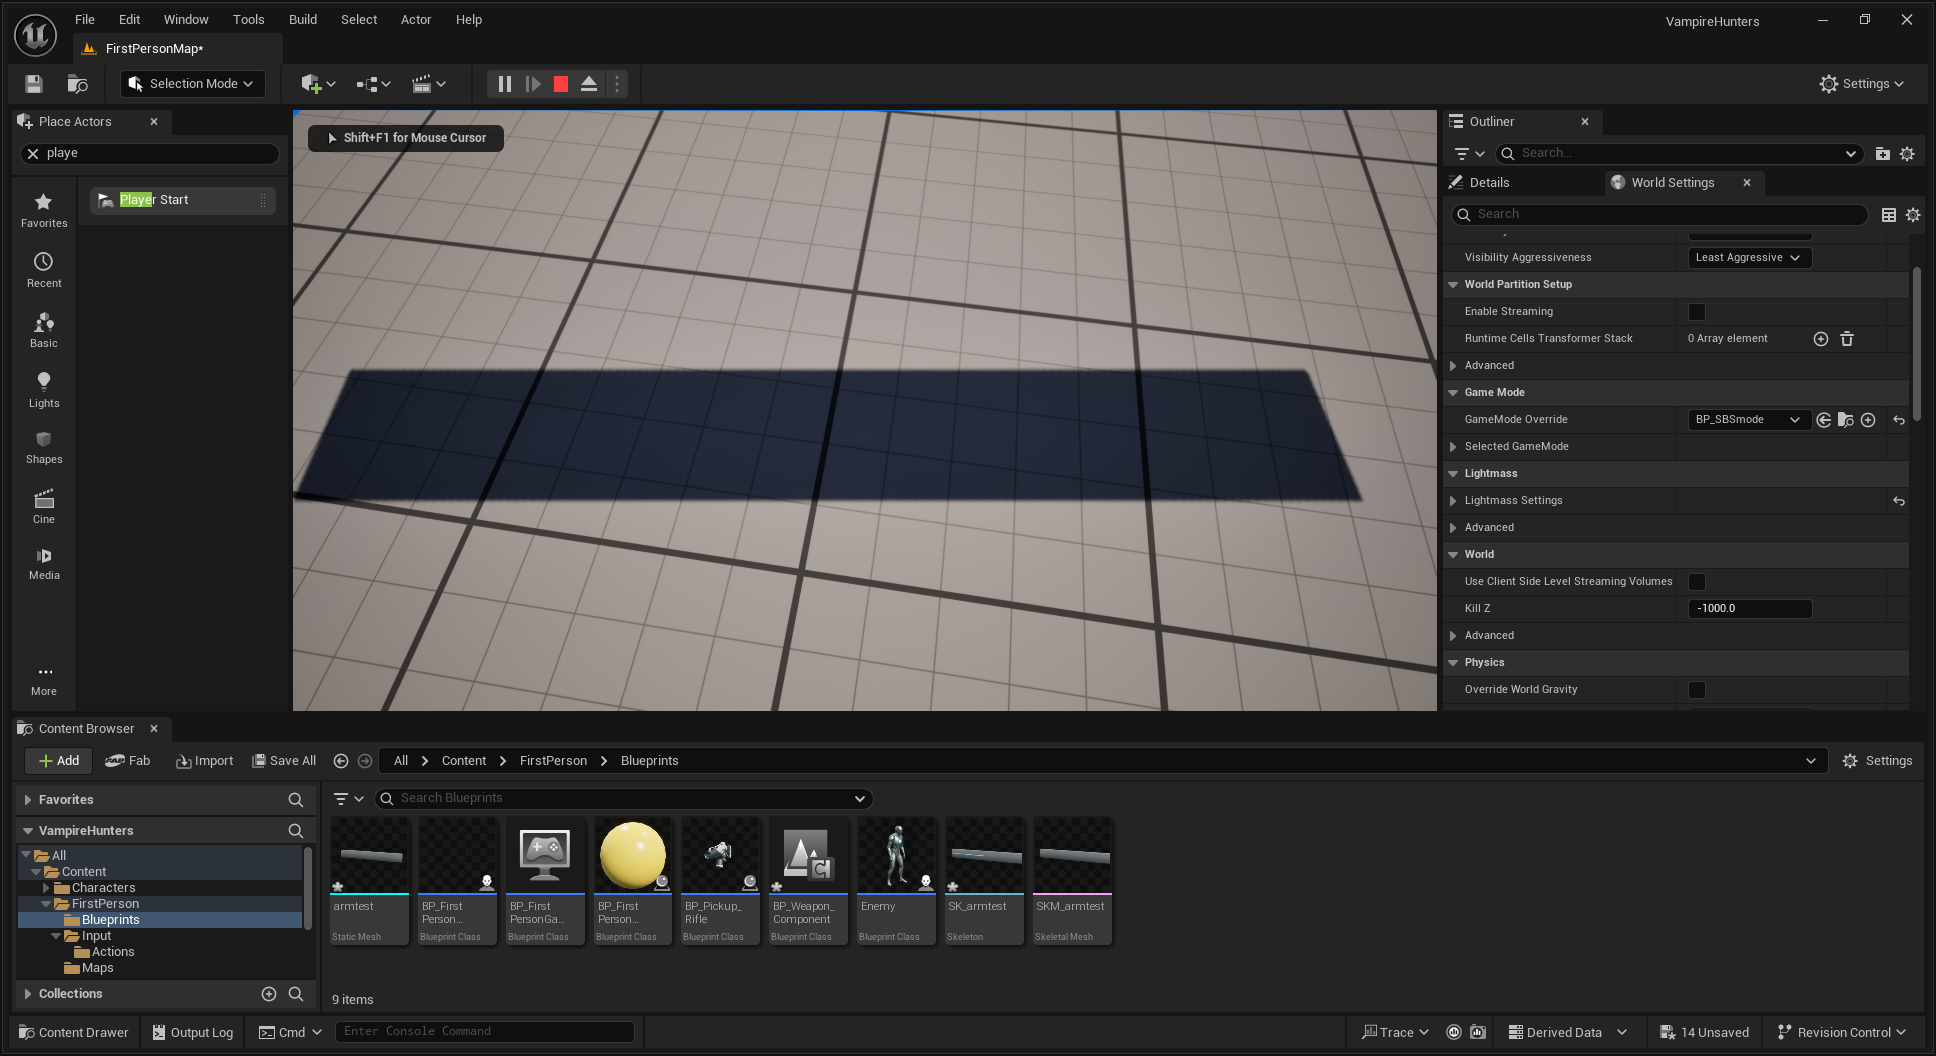 File Edit Window Tools Build Select Actor Help VampireHunters
FirstPersonMap*
Selection Mode Settings
Place Actors
playe
Player Start
Favorites
Recent
Basic
Lights
Shapes
Cine
Media
More
Shift+F1 for Mouse Cursor
Outliner
Search...
Details World Settings
Search
Visibility Aggressiveness Least Aggressive
World Partition Setup
Enable Streaming
Runtime Cells Transformer Stack 0 Array element
Advanced
Game Mode
GameMode Override BP_SBSmode
Selected GameMode
Lightmass
Lightmass Settings
Advanced
World
Use Client Side Level Streaming Volumes
Kill Z -1000.0
Advanced
Physics
Override World Gravity
Content Browser
Add Fab Import Save All All Content FirstPerson Blueprints Settings
Favorites
VampireHunters
All
Content
Characters
FirstPerson
Blueprints
Input
Actions
Maps
Collections
Search Blueprints
armtest
Static Mesh
BP_First
Person...
Blueprint Class
BP_First
PersonGa...
Blueprint Class
BP_First
Person...
Blueprint Class
BP_Pickup_
Rifle
Blueprint Class
BP_Weapon_
Component
Blueprint Class
Enemy
Blueprint Class
SK_armtest
Skeleton
SKM_armtest
Skeletal Mesh
9 items
Content Drawer Output Log Cmd Enter Console Command Trace Derived Data 14 Unsaved Revision Control